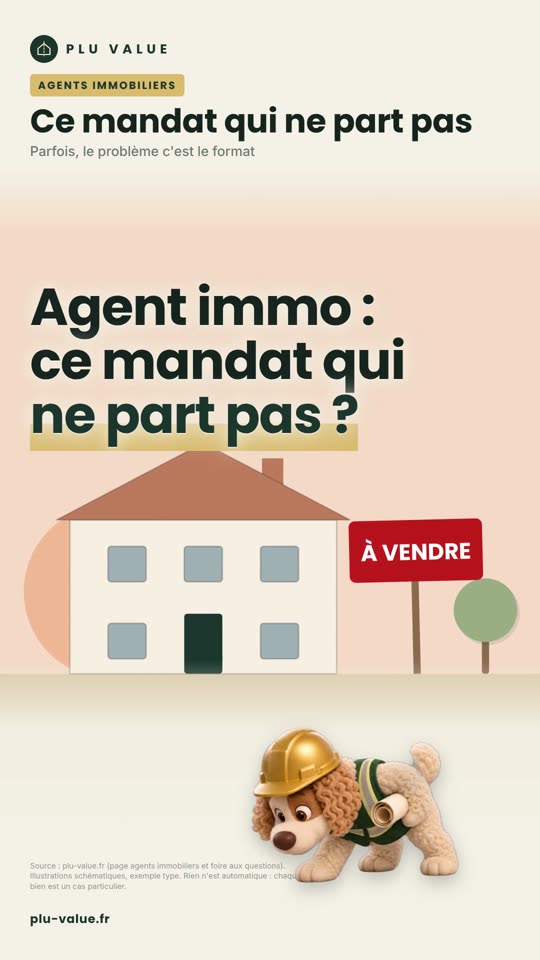 PLU VALUE
AGENTS IMMOBILIERS
Ce mandat qui ne part pas
Parfois, le problème c'est le format
Agent immo :
ce mandat qui
ne part pas ?
À VENDRE
Source : plu-value.fr (page agents immobiliers et foire aux questions).
Illustrations schématiques, exemple type. Rien n'est automatique :
bien est un cas particulier.
plu-value.fr